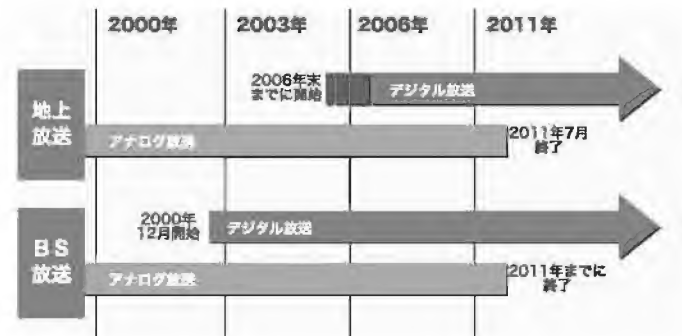 2000年
2003年
2006年
2011年
地上
放送
2006年末
までに開始
デジタル放送
アナログ放送
2011年7月
終了
BS
放送
2000年
12月開始
デジタル放送
アナログ放送
2011年までに
終了